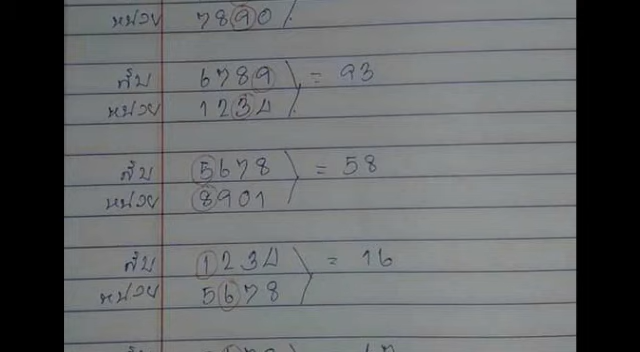 หน่วย 7890
สิบ 6789 = 93
หน่วย 1234
สิบ 5678 = 58
หน่วย 8901
สิบ 1234 = 16
หน่วย 5678